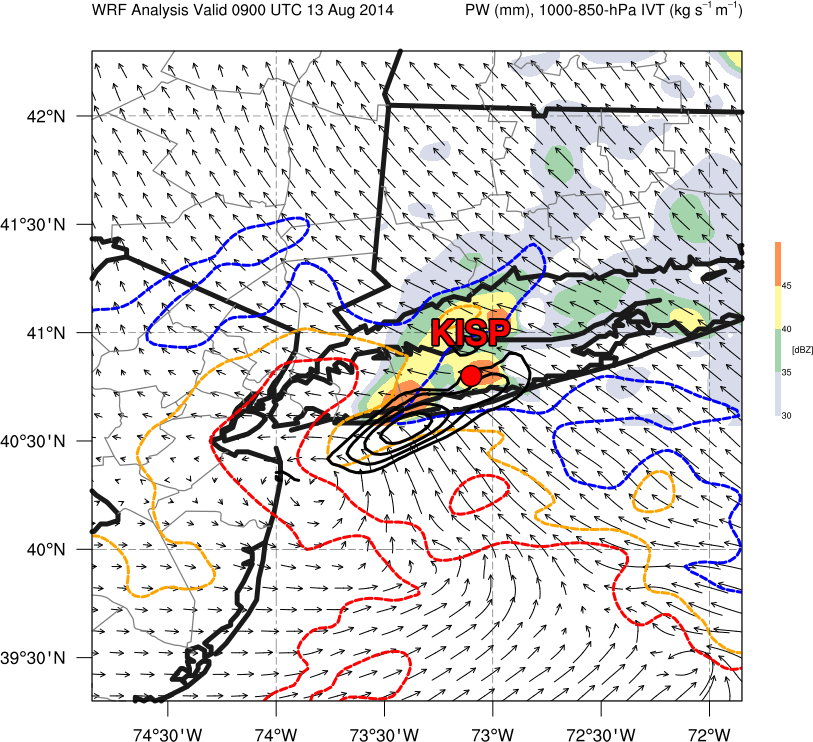 WRF Analysis Valid 0900 UTC 13 Aug 2014
PW (mm), 1000-850-hPa IVT (kg s⁻¹ m⁻¹)
42°N
41°30'N
41°N
40°30'N
40°N
39°30'N
KISP
45
40
[dBZ]
35
30
74°30'W
74°W
73°30'W
73°W
72°30'W
72°W